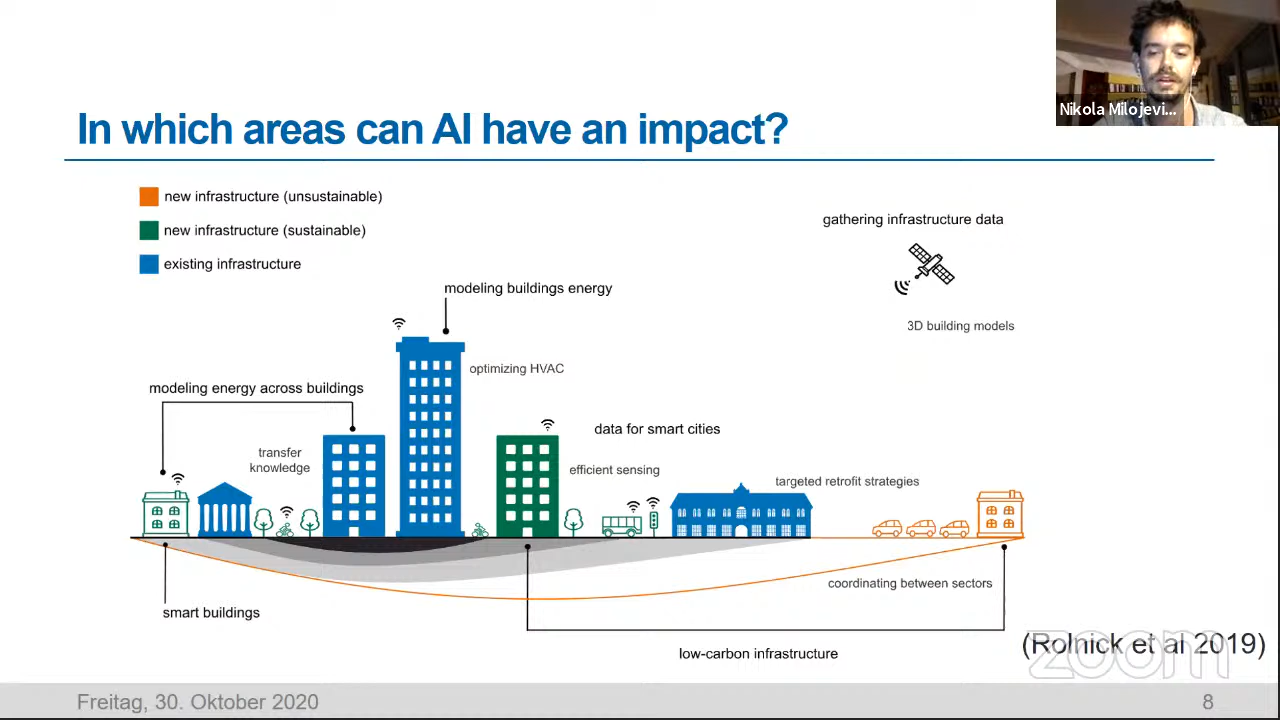 Nikola Milojevi...
In which areas can AI have an impact?
new infrastructure (unsustainable)
new infrastructure (sustainable)
existing infrastructure
gathering infrastructure data
3D building models
modeling buildings energy
optimizing HVAC
modeling energy across buildings
transfer
knowledge
data for smart cities
efficient sensing
targeted retrofit strategies
coordinating between sectors
smart buildings
low-carbon infrastructure
(Rolnick et al 2019)
zoom
Freitag, 30. Oktober 2020
8